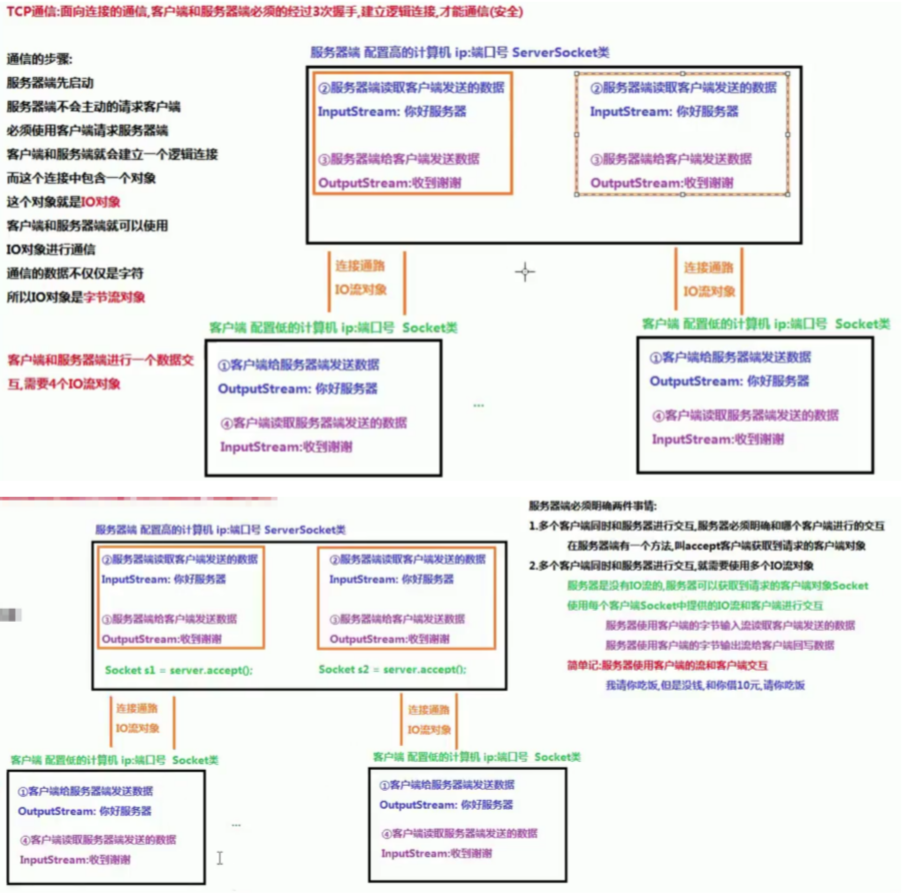 TCP通信:面向连接的通信,客户端和服务器端必须的经过3次握手,建立逻辑连接,才能通信(安全)
通信的步骤:
服务器端先启动
服务器端不会主动的请求客户端
必须使用客户端请求服务器端
客户端和服务端就会建立一个逻辑连接
而这个连接中包含一个对象
这个对象就是IO对象
客户端和服务器端就可以使用
IO对象进行通信
通信的数据不仅仅是字符
所以IO对象是字节流对象
客户端和服务器端进行一个数据交
互,需要4个IO流对象
服务器端 配置高的计算机 ip:端口号 ServerSocket类
②服务器端读取客户端发送的数据
InputStream: 你好服务器
③服务器端给客户端发送数据
OutputStream:收到谢谢
②服务器端读取客户端发送的数据
InputStream: 你好服务器
③服务器端给客户端发送数据
OutputStream:收到谢谢
连接通路
IO流对象
连接通路
IO流对象
客户端 配置低的计算机 ip:端口号 Socket类
①客户端给服务器端发送数据
OutputStream: 你好服务器
④客户端读取服务器端发送的数据
InputStream:收到谢谢
...
客户端 配置低的计算机 ip:端口号 Socket类
①客户端给服务器端发送数据
OutputStream: 你好服务器
④客户端读取服务器端发送的数据
InputStream:收到谢谢
服务器端 配置高的计算机 ip:端口号 ServerSocket类
②服务器端读取客户端发送的数据
InputStream: 你好服务器
③服务器端给客户端发送数据
OutputStream:收到谢谢
Socket s1 = server.accept();
②服务器端读取客户端发送的数据
InputStream: 你好服务器
③服务器端给客户端发送数据
OutputStream:收到谢谢
Socket s2 = server.accept();
连接通路
IO流对象
连接通路
IO流对象
客户端 配置低的计算机 ip:端口号 Socket类
①客户端给服务器端发送数据
OutputStream: 你好服务器
④客户端读取服务器端发送的数据
InputStream:收到谢谢
...
客户端 配置低的计算机 ip:端口号 Socket类
①客户端给服务器端发送数据
OutputStream: 你好服务器
④客户端读取服务器端发送的数据
InputStream:收到谢谢
服务器端必须明确两件事情:
1.多个客户端同时和服务器进行交互,服务器必须明确和哪个客户端进行的交互
在服务器端有一个方法,叫accept客户端获取到请求的客户端对象
2.多个客户端同时和服务器进行交互,就需要使用多个IO流对象
服务器是没有IO流的,服务器可以获取到请求的客户端对象Socket
使用每个客户端Socket中提供的IO流和客户端进行交互
服务器使用客户端的字节输入流读取客户端发送的数据
服务器使用客户端的字节输出流给客户端回写数据
简单记:服务器使用客户端的流和客户端交互
我请你吃饭,但是没钱,和你借10元,请你吃饭